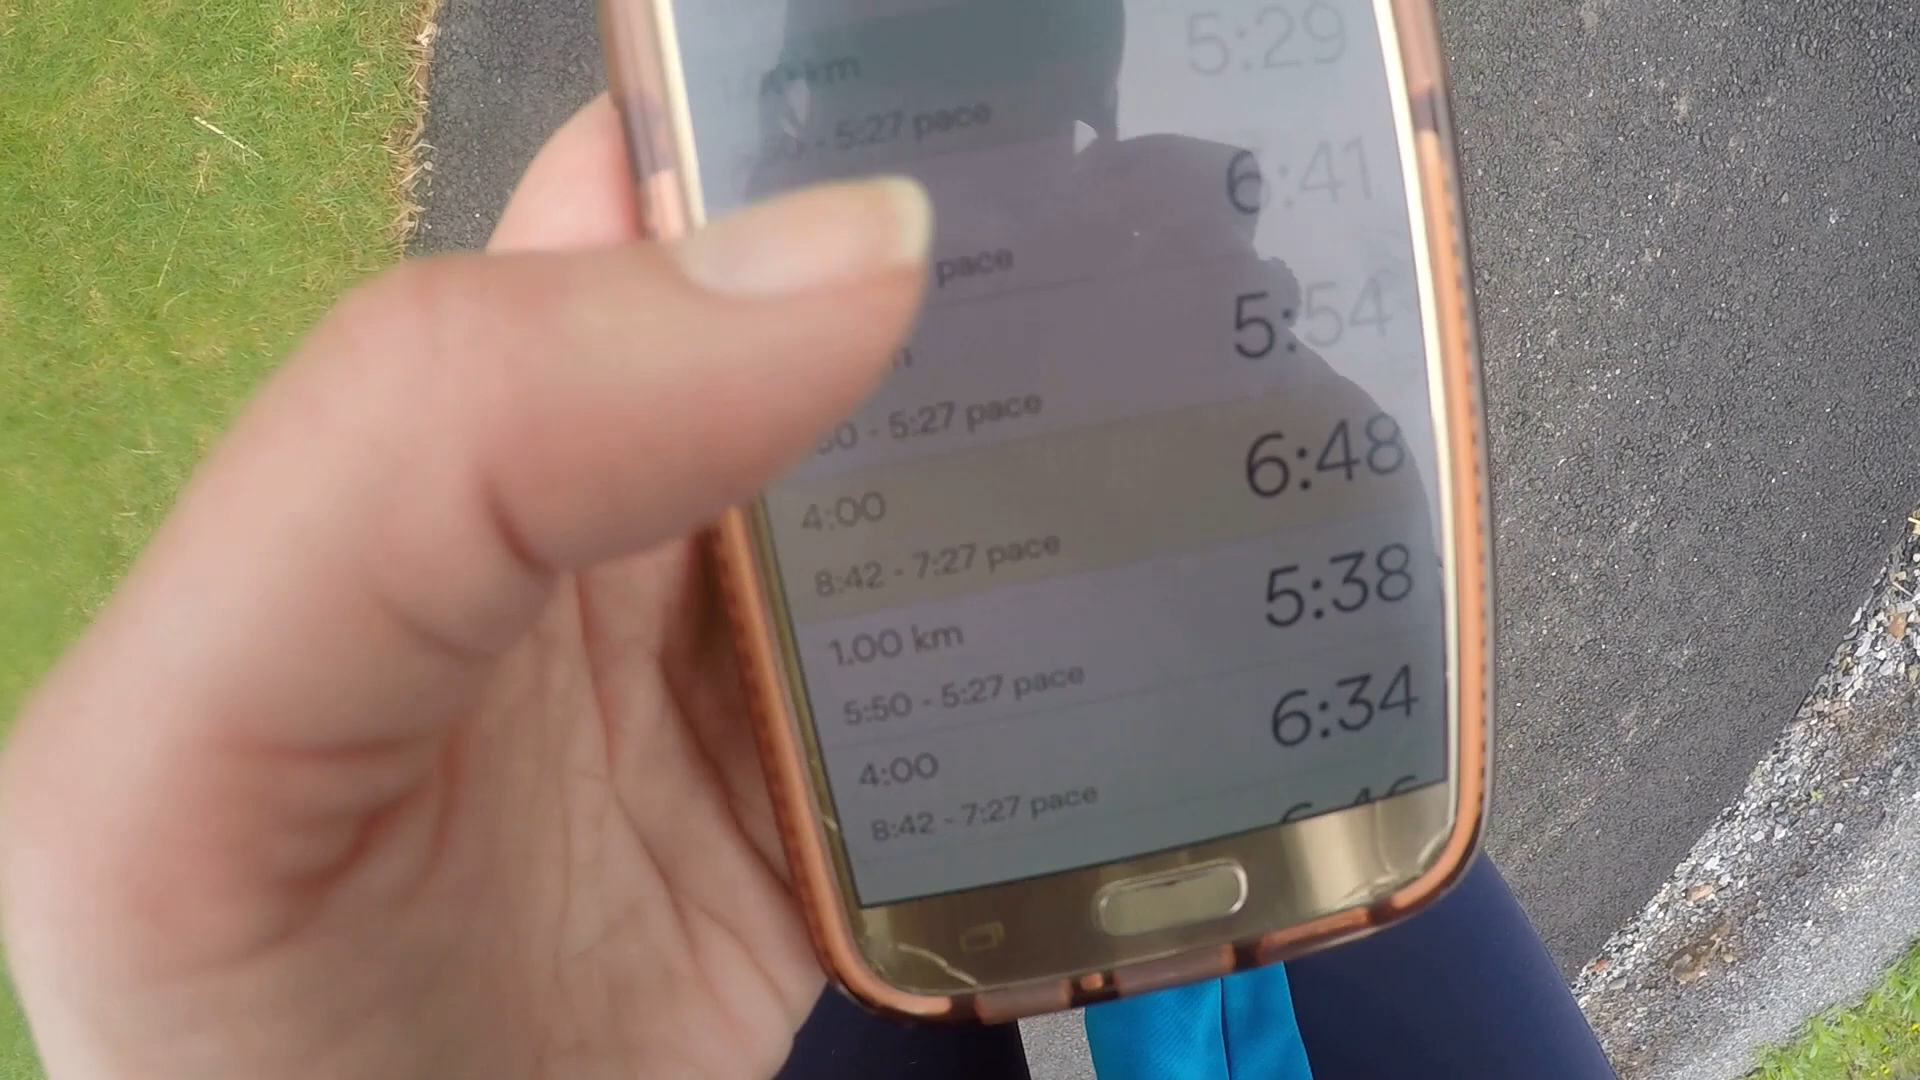 5:29
km
5:27 pace
6:41
pace
5:54
50 - 5:27 pace
6:48
4:00
8:42 - 7:27 pace
5:38
1.00 km
5:50 - 5:27 pace
6:34
4:00
8:42 - 7:27 pace